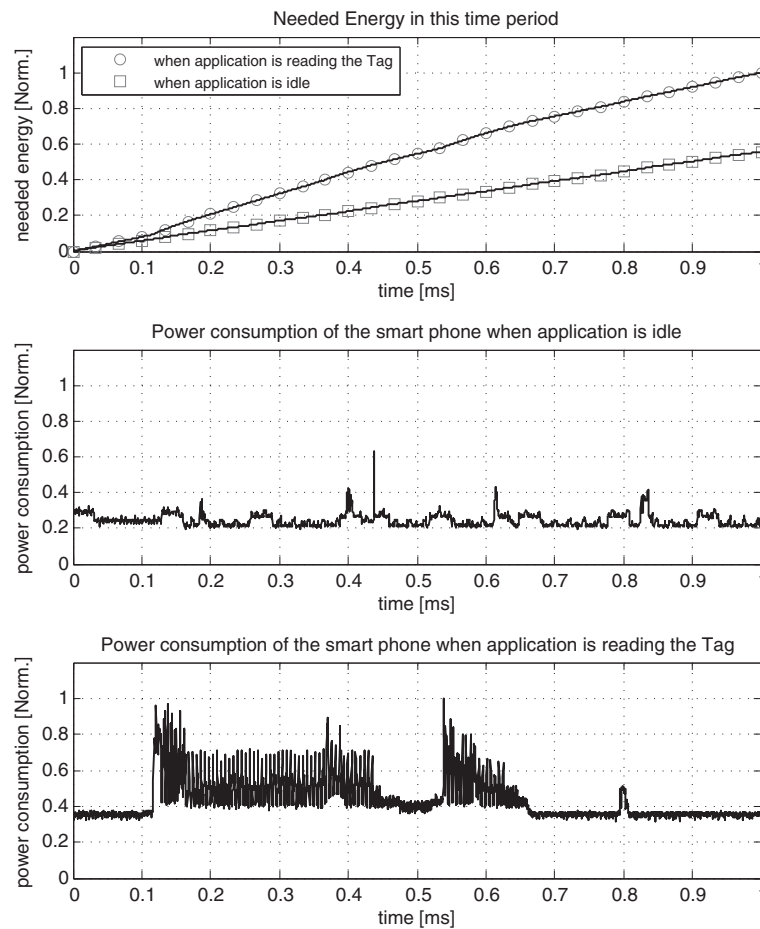 Needed Energy in this time period
needed energy [Norm.]
1
0.8
0.6
0.4
0.2
0
when application is reading the Tag
when application is idle
0 0.1 0.2 0.3 0.4 0.5 0.6 0.7 0.8 0.9 1
time [ms]
Power consumption of the smart phone when application is idle
power consumption [Norm.]
1
0.8
0.6
0.4
0.2
0
0 0.1 0.2 0.3 0.4 0.5 0.6 0.7 0.8 0.9 1
time [ms]
Power consumption of the smart phone when application is reading the Tag
power consumption [Norm.]
1
0.8
0.6
0.4
0.2
0
0 0.1 0.2 0.3 0.4 0.5 0.6 0.7 0.8 0.9 1
time [ms]